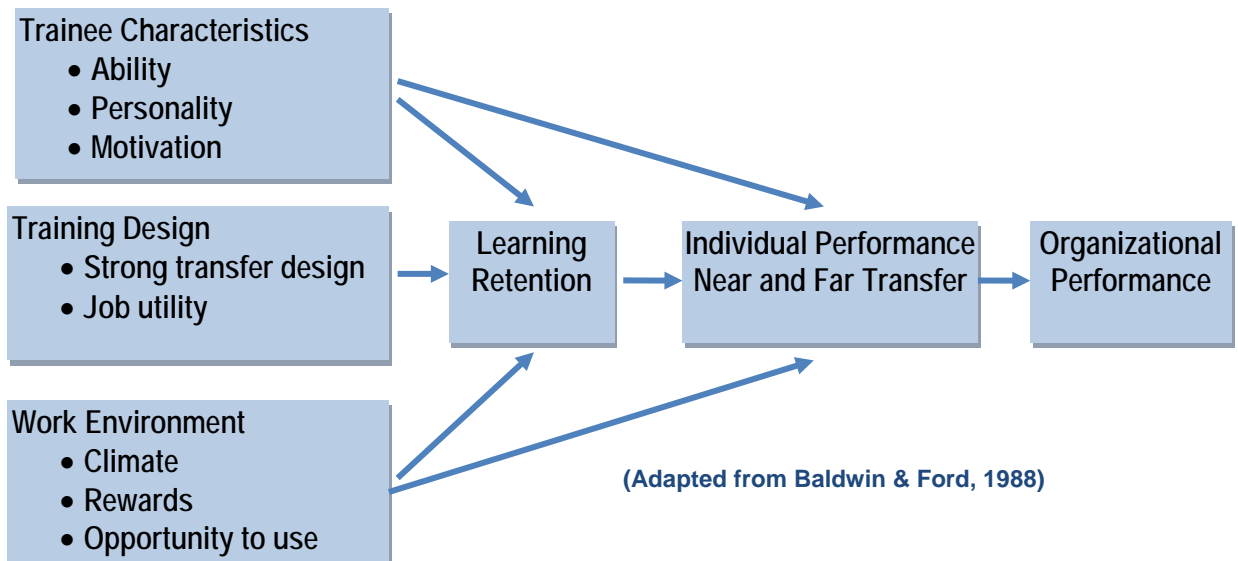 Trainee Characteristics
• Ability
• Personality
• Motivation
Training Design
• Strong transfer design
• Job utility
Work Environment
• Climate
• Rewards
• Opportunity to use
Learning
Retention
Individual Performance
Near and Far Transfer
Organizational
Performance
(Adapted from Baldwin & Ford, 1988)